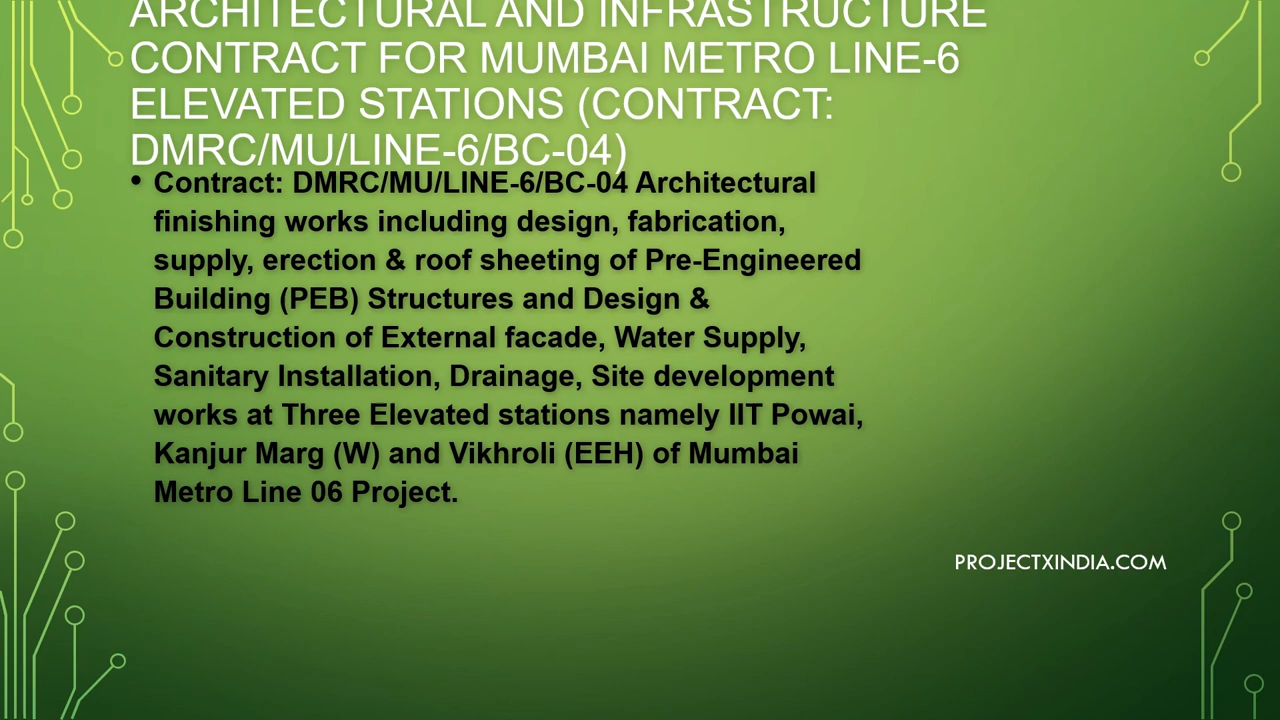 ARCHITECTURAL AND INFRASTRUCTURE
CONTRACT FOR MUMBAI METRO LINE-6
ELEVATED STATIONS (CONTRACT:
DMRC/MU/LINE-6/BC-04)
• Contract: DMRC/MU/LINE-6/BC-04 Architectural
finishing works including design, fabrication,
supply, erection & roof sheeting of Pre-Engineered
Building (PEB) Structures and Design &
Construction of External facade, Water Supply,
Sanitary Installation, Drainage, Site development
works at Three Elevated stations namely IIT Powai,
Kanjur Marg (W) and Vikhroli (EEH) of Mumbai
Metro Line 06 Project.
PROJECTXINDIA.COM